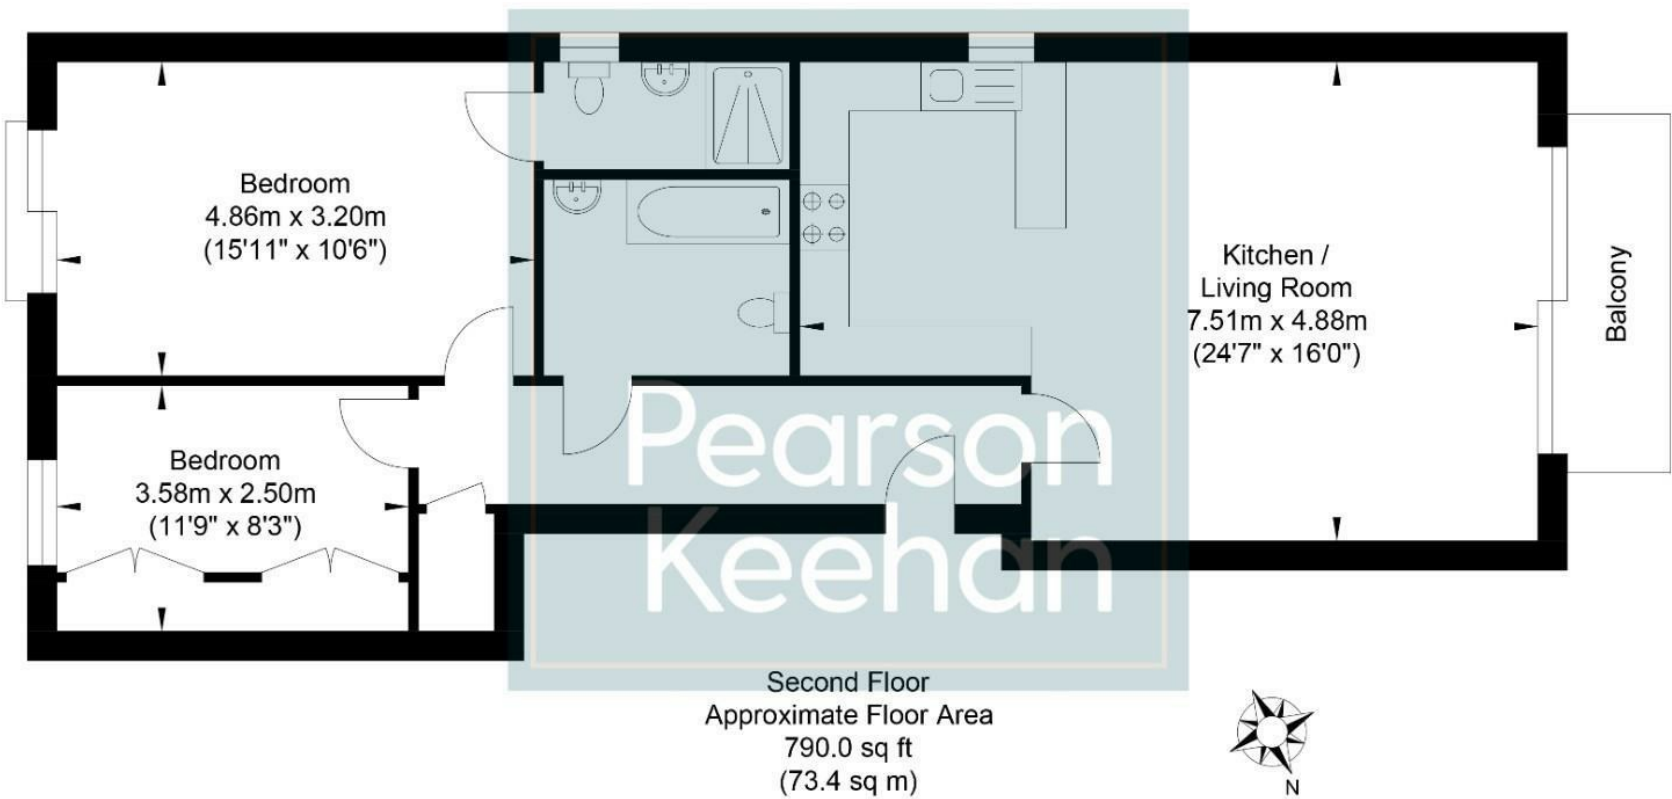 Bedroom
4.86m x 3.20m
(15'11" x 10'6")
Kitchen /
Living Room
7.51m x 4.88m
(24'7" x 16'0")
Balcony
Bedroom
3.58m x 2.50m
(11'9" x 8'3")
Pearson
Keehan
Second Floor
Approximate Floor Area
790.0 sq ft
(73.4 sq m)
N